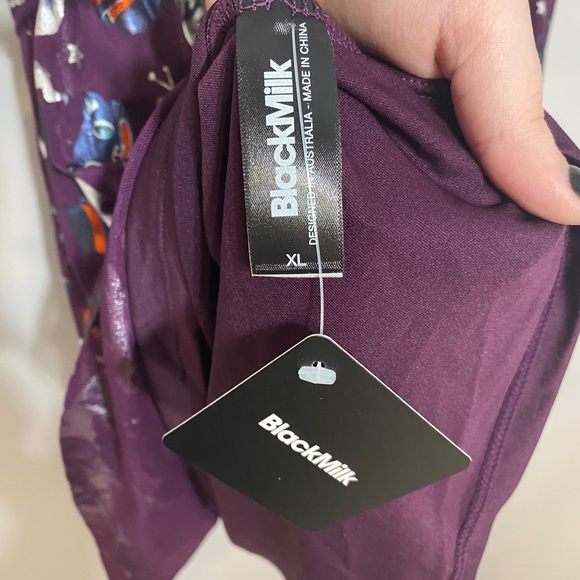 BlackMilk
DESIGNED IN AUSTRALIA - MADE IN CHINA
XL
BlackMilk